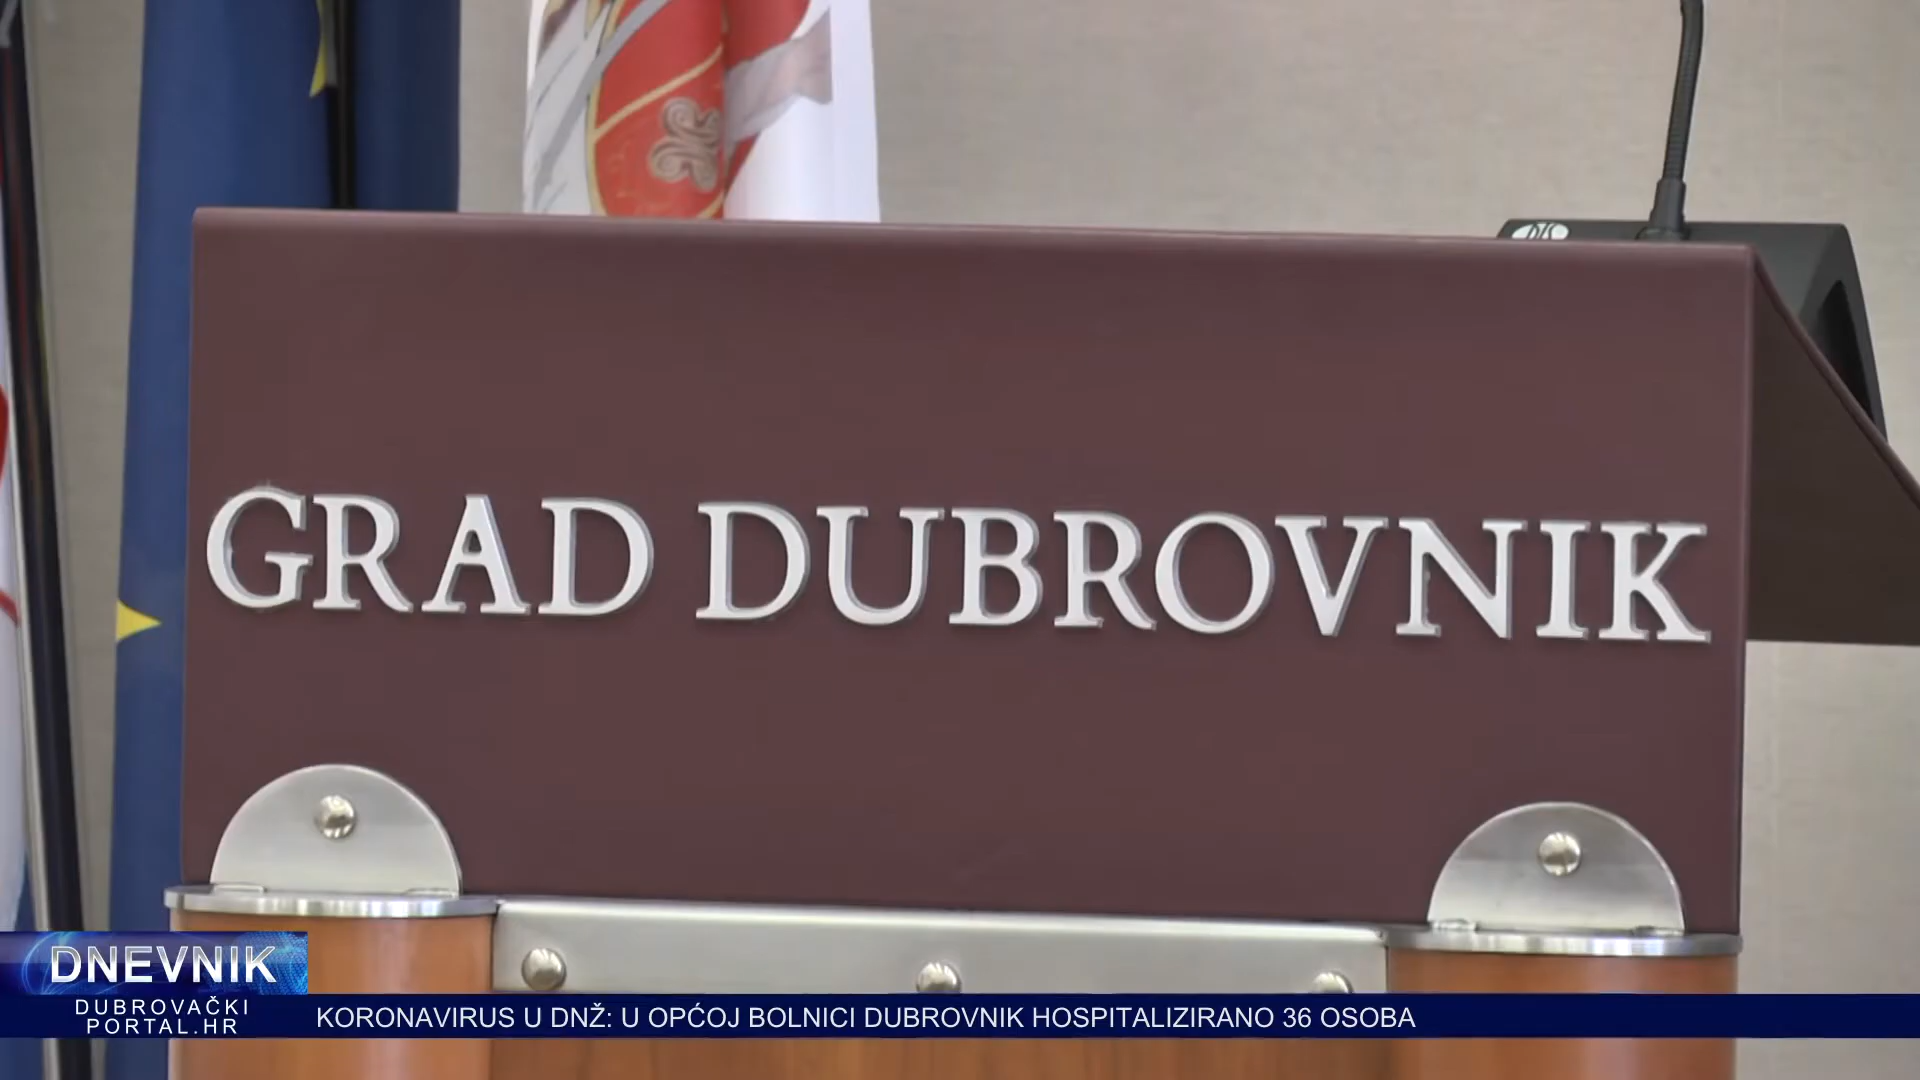 GRAD DUBROVNIK
DNEVNIK
DUBROVAČKI
PORTAL.HR
KORONAVIRUS U DNŽ: U OPĆOJ BOLNICI DUBROVNIK HOSPITALIZIRANO 36 OSOBA